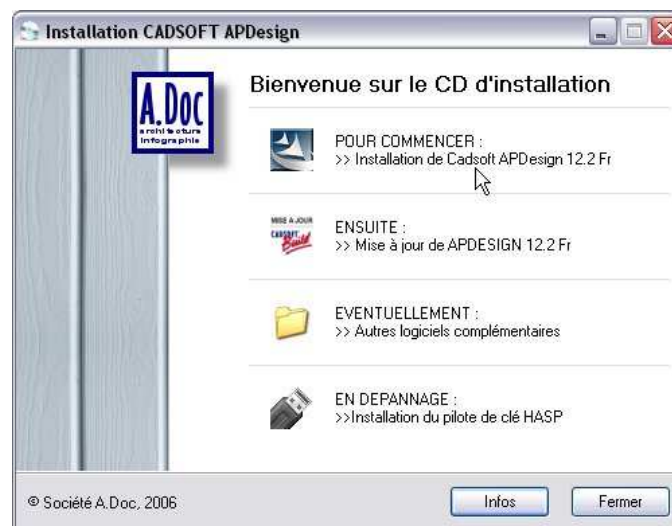 Installation CADSOFT APDesign
A.Doc
architecture
infographie
Bienvenue sur le CD d'installation
POUR COMMENCER :
>> Installation de Cadsoft APDesign 12.2 Fr
MISE A JOUR
CADSOFT
Build
ENSUITE :
>> Mise à jour de APDESIGN 12.2 Fr
EVENTUELLEMENT :
>> Autres logiciels complémentaires
EN DEPANNAGE :
>>Installation du pilote de clé HASP
© Société A.Doc, 2006
Infos
Fermer